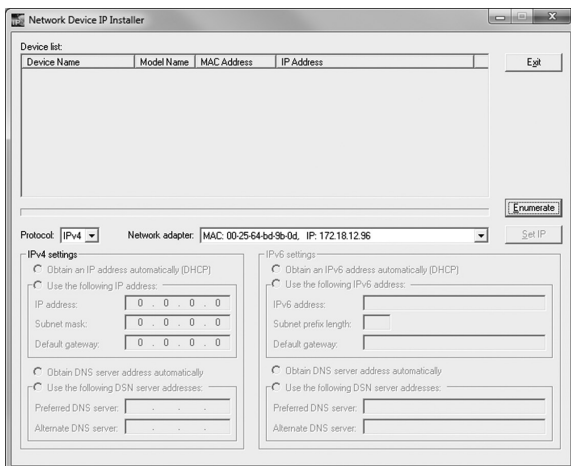 Network Device IP Installer
Device list:
Device Name Model Name MAC Address IP Address
Exit
Enumerate
Protocol: IPv4 Network adapter: MAC: 00-25-64-bd-9b-0d, IP: 172.18.12.96 Set IP
IPv4 settings
Obtain an IP address automatically (DHCP)
Use the following IP address:
IP address: 0 . 0 . 0 . 0
Subnet mask: 0 . 0 . 0 . 0
Default gateway: 0 . 0 . 0 . 0
Obtain DNS server address automatically
Use the following DSN server addresses:
Preferred DNS server: . . .
Alternate DNS server: . . .
IPv6 settings
Obtain an IPv6 address automatically (DHCP)
Use the following IPv6 address:
IPv6 address:
Subnet prefix length:
Default gateway:
Obtain DNS server address automatically
Use the following DSN server addresses:
Preferred DNS server:
Alternate DNS server: